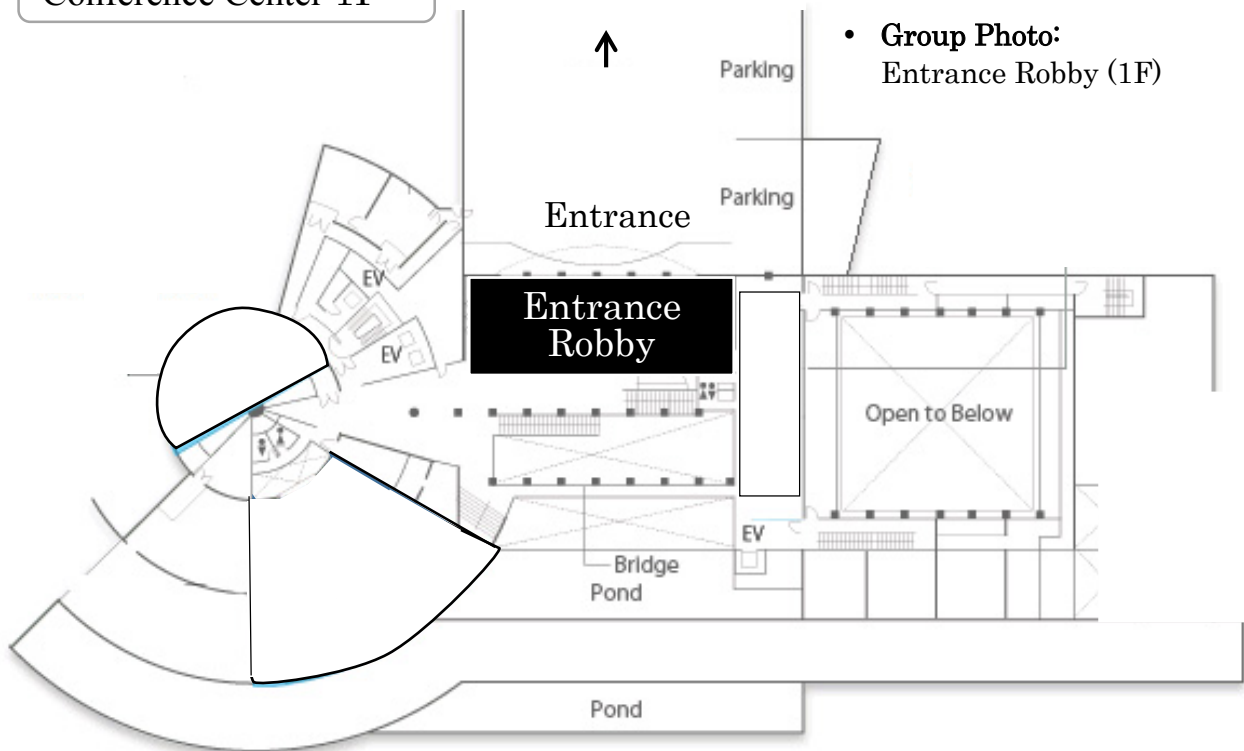 Conference Center 1F
• Group Photo:
Entrance Robby (1F)
Parking
Parking
Entrance
EV
Entrance
Robby
EV
Open to Below
EV
Bridge
Pond
Pond